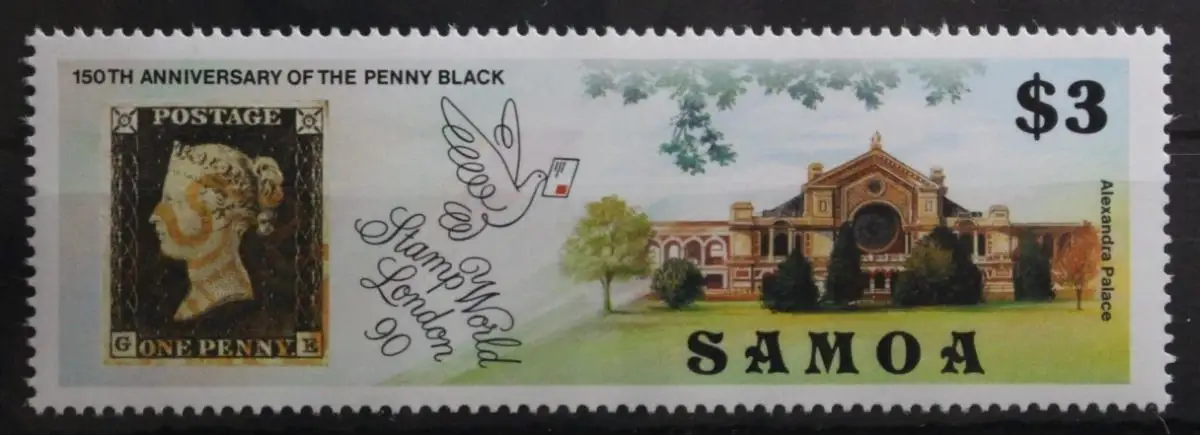 150TH ANNIVERSARY OF THE PENNY BLACK
POSTAGE
G ONE PENNY. E
Stamp World
London
90
$3
Alexandra Palace
SAMOA